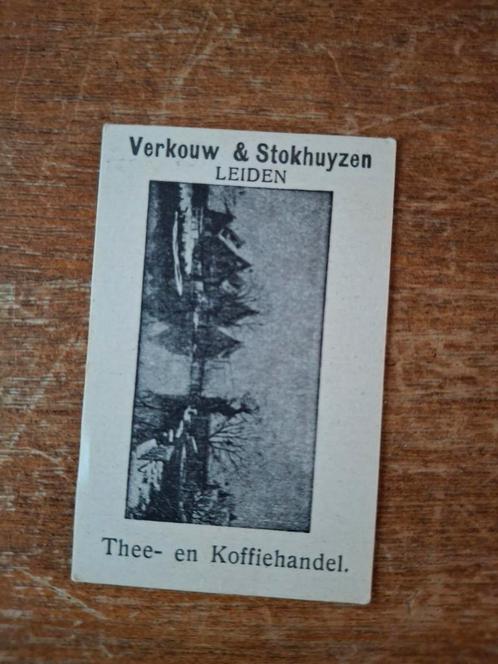 Verkouw & Stokhuyzen
LEIDEN
Thee- en Koffiehandel.